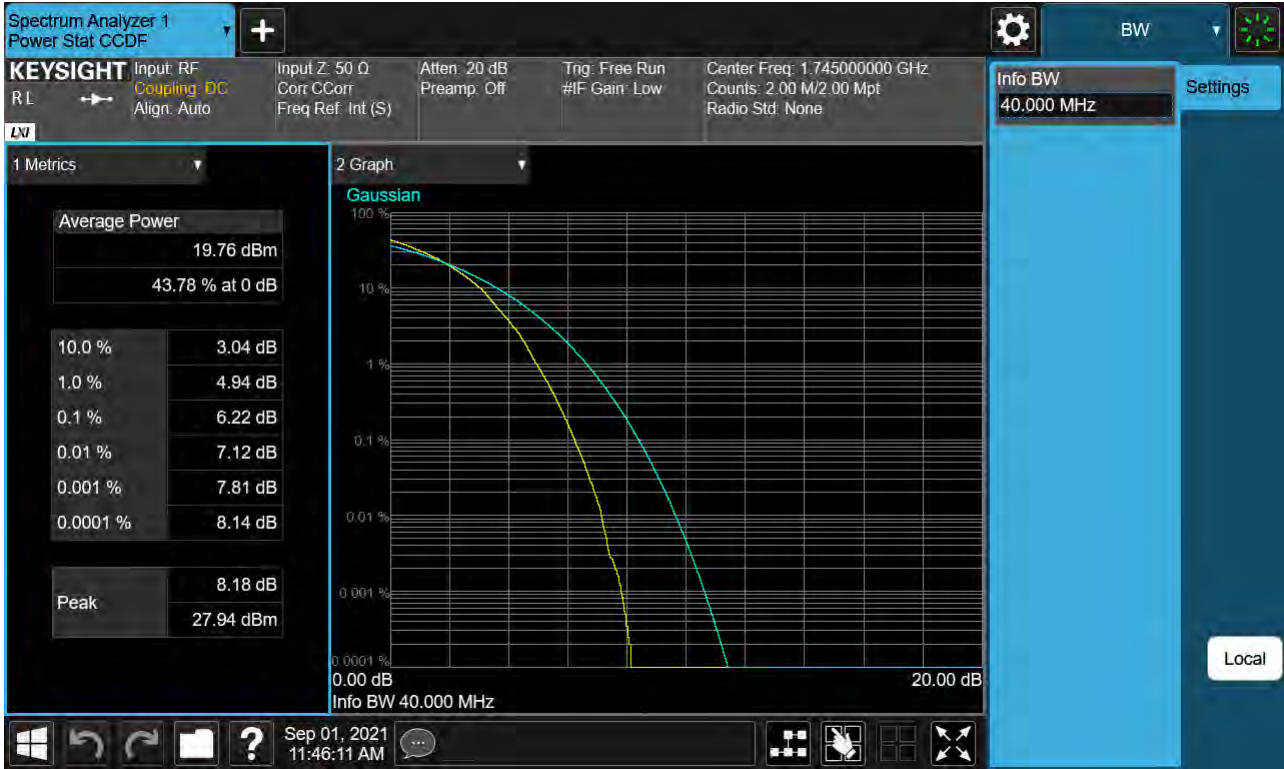 Spectrum Analyzer 1
Power Stat CCDF
BW
KEYSIGHT
R L
LXI
Input: RF
Coupling: DC
Align: Auto
Input Z: 50 Ω
Corr CCorr
Freq Ref: Int (S)
Atten: 20 dB
Preamp: Off
Trig: Free Run
#IF Gain: Low
Center Freq: 1.745000000 GHz
Counts: 2.00 M/2.00 Mpt
Radio Std: None
Info BW
40.000 MHz
Settings
1 Metrics
Average Power
19.76 dBm
43.78 % at 0 dB
10.0 % 3.04 dB
1.0 % 4.94 dB
0.1 % 6.22 dB
0.01 % 7.12 dB
0.001 % 7.81 dB
0.0001 % 8.14 dB
Peak
8.18 dB
27.94 dBm
2 Graph
Gaussian
100 %
10 %
1 %
0.1 %
0.01 %
0.001 %
0.0001 %
0.00 dB
20.00 dB
Info BW 40.000 MHz
Local
?
Sep 01, 2021
11:46:11 AM